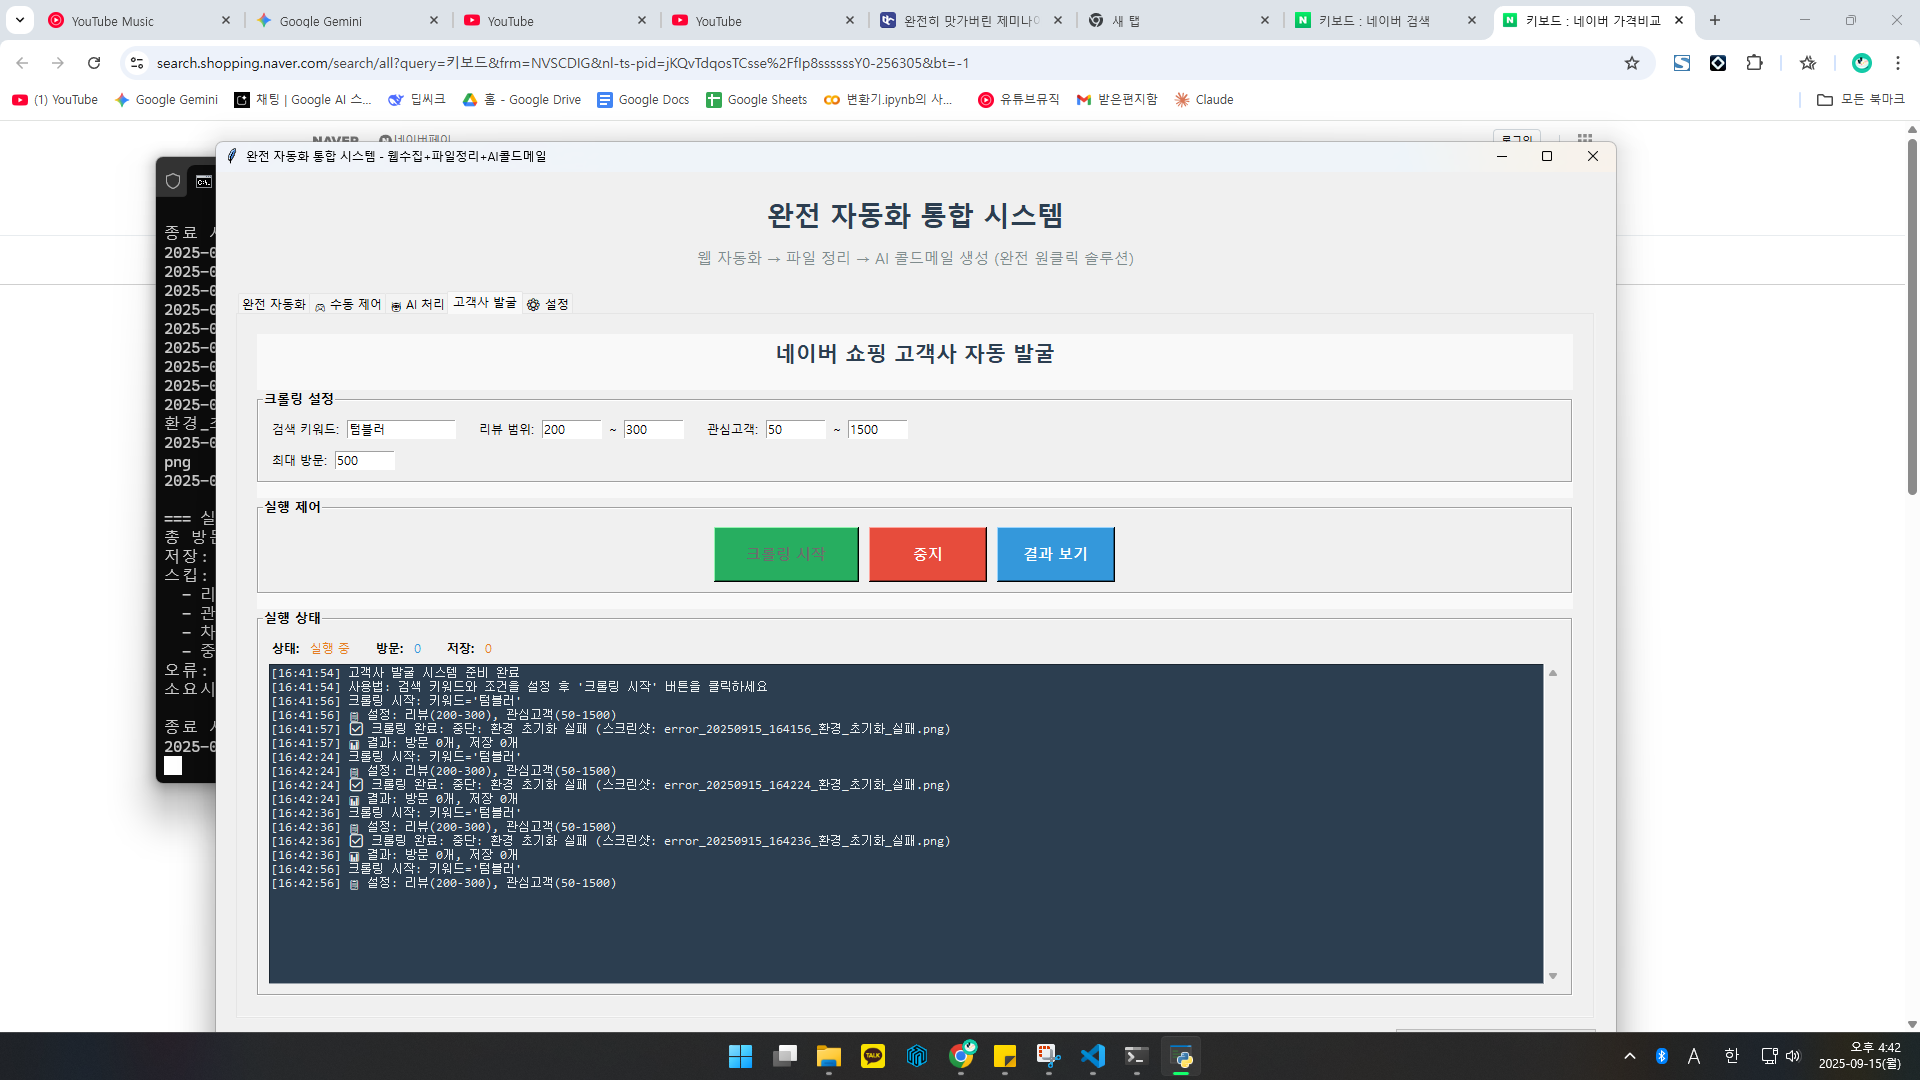 YouTube Music
Google Gemini
YouTube
YouTube
완전히 맛가버린 제미나이
새 탭
키보드 : 네이버 검색
키보드 : 네이버 가격비교
search.shopping.naver.com/search/all?query=키보드&frm=NVSCDIG&nl-ts-pid=jKQvTdqosTCsse%2FfIp8ssssssY0-256305&bt=-1
(1) YouTube
Google Gemini
채팅 | Google AI 스...
딥씨크
홈 - Google Drive
Google Docs
Google Sheets
변환기.ipynb의 사...
유튜브뮤직
받은편지함
Claude
모든 북마크
NAVER
네이버페이
로그인
완전 자동화 통합 시스템 - 웹수집+파일정리+AI콜드메일
완전 자동화 통합 시스템
웹 자동화 → 파일 정리 → AI 콜드메일 생성 (완전 원클릭 솔루션)
완전 자동화 수동 제어 AI 처리 고객사 발굴 설정
네이버 쇼핑 고객사 자동 발굴
크롤링 설정
검색 키워드: 텀블러 리뷰 범위: 200 ~ 300 관심고객: 50 ~ 1500
최대 방문: 500
실행 제어
크롤링 시작 중지 결과 보기
실행 상태
상태: 실행 중 방문: 0 저장: 0
[16:41:54] 고객사 발굴 시스템 준비 완료
[16:41:54] 사용법: 검색 키워드와 조건을 설정 후 '크롤링 시작' 버튼을 클릭하세요
[16:41:56] 크롤링 시작: 키워드='텀블러'
[16:41:56] 설정: 리뷰(200-300), 관심고객(50-1500)
[16:41:57] 크롤링 완료: 중단: 환경 초기화 실패 (스크린샷: error_20250915_164156_환경_초기화_실패.png)
[16:41:57] 결과: 방문 0개, 저장 0개
[16:42:24] 크롤링 시작: 키워드='텀블러'
[16:42:24] 설정: 리뷰(200-300), 관심고객(50-1500)
[16:42:24] 크롤링 완료: 중단: 환경 초기화 실패 (스크린샷: error_20250915_164224_환경_초기화_실패.png)
[16:42:24] 결과: 방문 0개, 저장 0개
[16:42:36] 크롤링 시작: 키워드='텀블러'
[16:42:36] 설정: 리뷰(200-300), 관심고객(50-1500)
[16:42:36] 크롤링 완료: 중단: 환경 초기화 실패 (스크린샷: error_20250915_164236_환경_초기화_실패.png)
[16:42:36] 결과: 방문 0개, 저장 0개
[16:42:56] 크롤링 시작: 키워드='텀블러'
[16:42:56] 설정: 리뷰(200-300), 관심고객(50-1500)
종료
2025-0
2025-0
2025-0
2025-0
2025-0
2025-0
2025-0
2025-0
2025-0
환경_
2025-0
png
2025-0
=== 실
총 방문
저장:
스킵:
- 리
- 관
- 차
- 중
오류:
소요시
종료
2025-0
TALK
A
한
오후 4:42
2025-09-15(월)